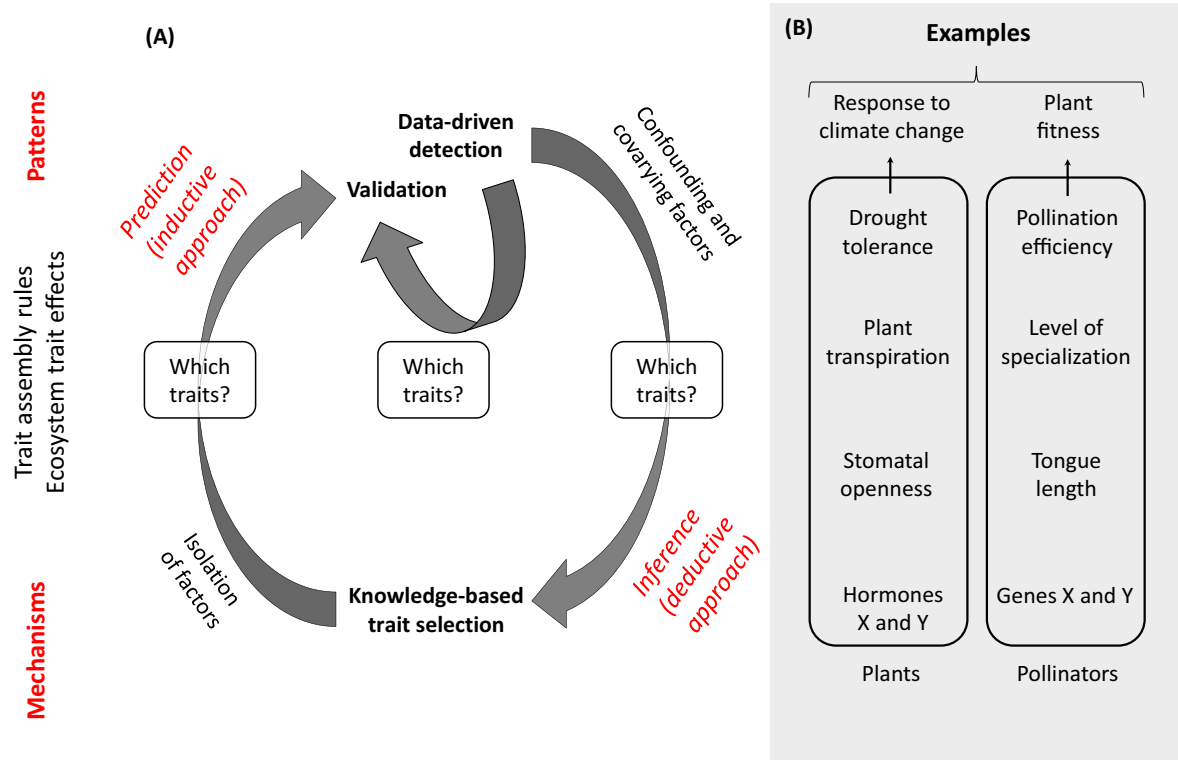 (A)
Patterns
Trait assembly rules
Ecosystem trait effects
Mechanisms
Data-driven
detection
Validation
Prediction
(inductive
approach)
Confounding and
covarying factors
Which
traits?
Which
traits?
Which
traits?
Isolation
of factors
Knowledge-based
trait selection
Inference
(deductive
approach)
(B)
Examples
Response to
climate change
Plant
fitness
Drought
tolerance
Pollination
efficiency
Plant
transpiration
Level of
specialization
Stomatal
openness
Tongue
length
Hormones
X and Y
Genes X and Y
Plants
Pollinators